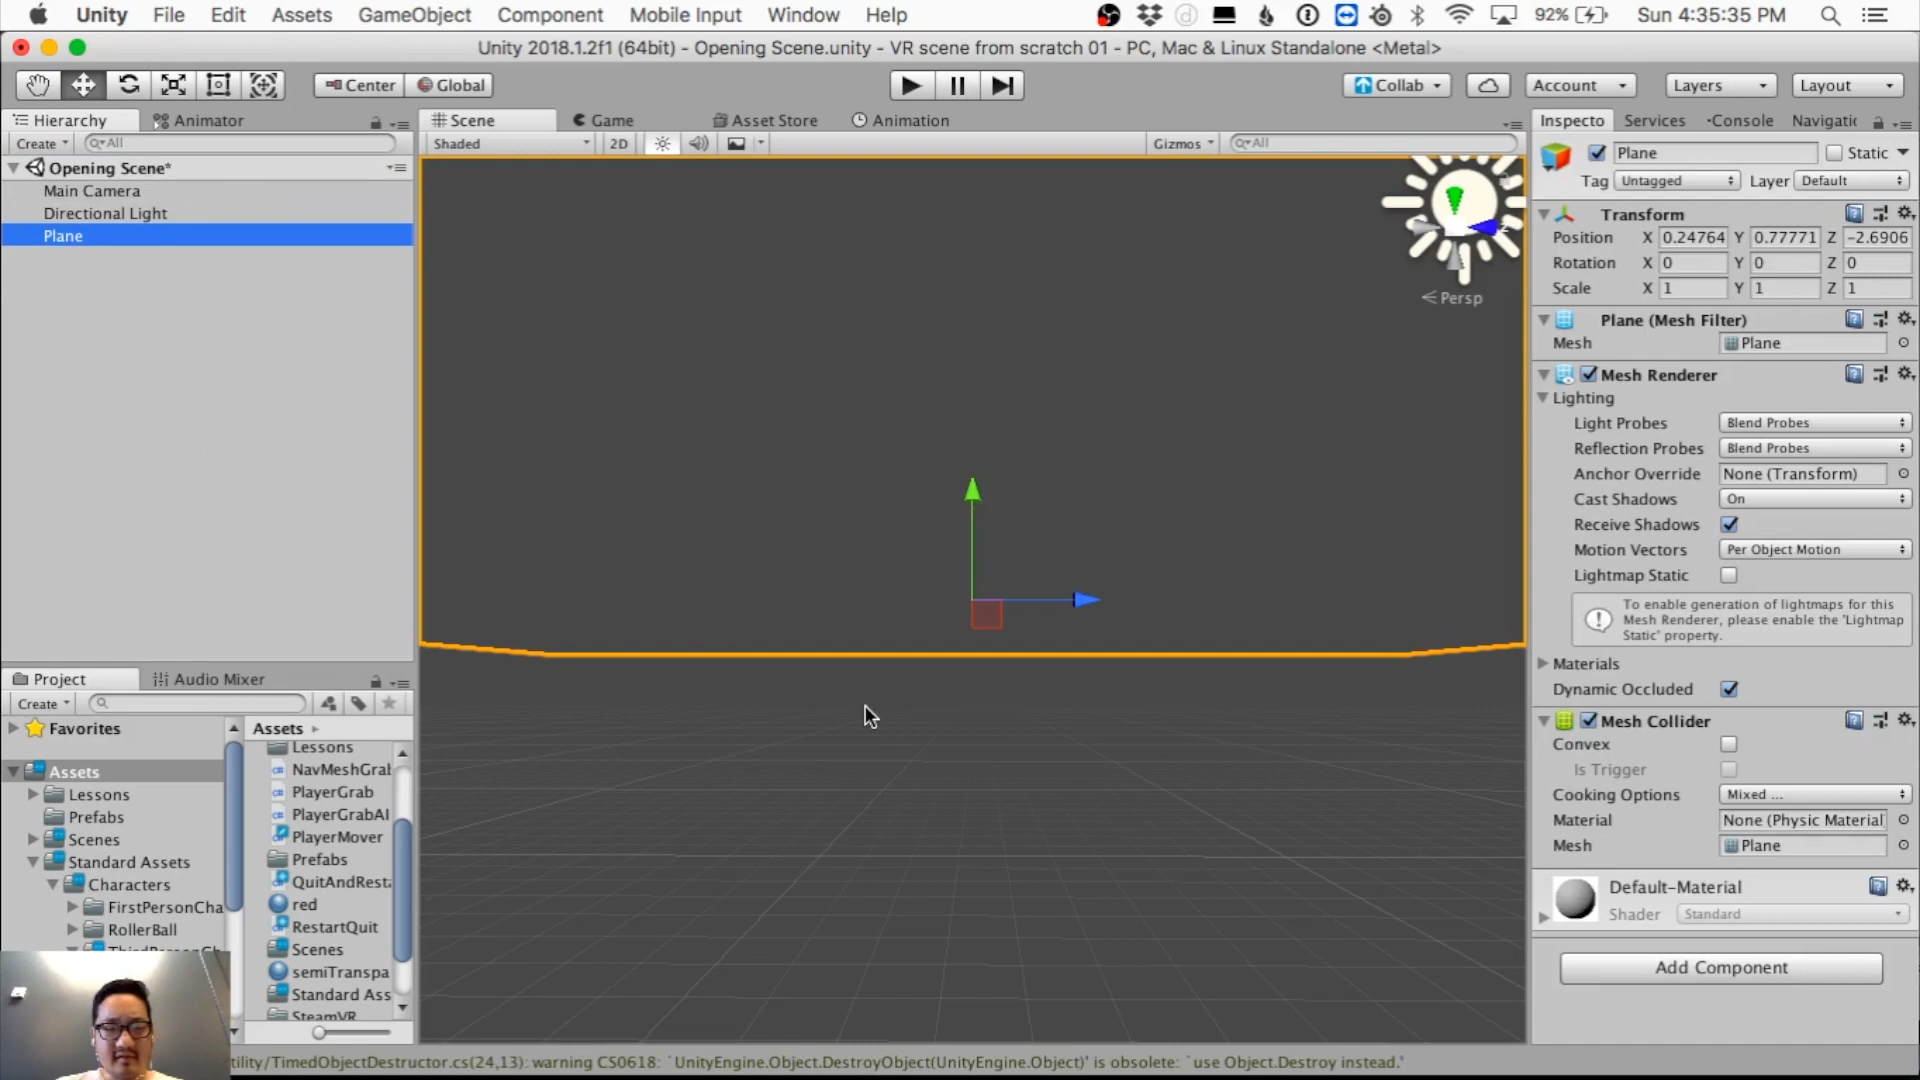 Unity File Edit Assets GameObject Component Mobile Input Window Help 92% Sun 4:35:35 PM
Unity 2018.1.2f1 (64bit) - Opening Scene.unity - VR scene from scratch 01 - PC, Mac & Linux Standalone <Metal>
Center Global Collab Account Layers Layout
Hierarchy Animator
Create All
Opening Scene*
Main Camera
Directional Light
Plane
Scene Game Asset Store Animation
Shaded 2D Gizmos All
Persp
Inspecto Services Console Navigatic
Plane Static
Tag Untagged Layer Default
Transform
Position X 0.24764 Y 0.77771 Z -2.6906
Rotation X 0 Y 0 Z 0
Scale X 1 Y 1 Z 1
Plane (Mesh Filter)
Mesh Plane
Mesh Renderer
Lighting
Light Probes Blend Probes
Reflection Probes Blend Probes
Anchor Override None (Transform)
Cast Shadows On
Receive Shadows
Motion Vectors Per Object Motion
Lightmap Static
To enable generation of lightmaps for this
Mesh Renderer, please enable the 'Lightmap
Static' property.
Materials
Dynamic Occluded
Mesh Collider
Convex
Is Trigger
Cooking Options Mixed ...
Material None (Physic Material
Mesh Plane
Default-Material
Shader Standard
Add Component
Project Audio Mixer
Create
Favorites
Assets
Lessons
Prefabs
Scenes
Standard Assets
Characters
FirstPersonCha
RollerBall
Assets
Lessons
NavMeshGral
PlayerGrab
PlayerGrabAl
PlayerMover
Prefabs
QuitAndResta
red
RestartQuit
Scenes
semiTranspa
Standard Ass
SteamVR
tility/TimedObjectDestructor.cs(24,13): warning CS0618: `UnityEngine.Object.DestroyObject(UnityEngine.Object)' is obsolete: `use Object.Destroy instead.'